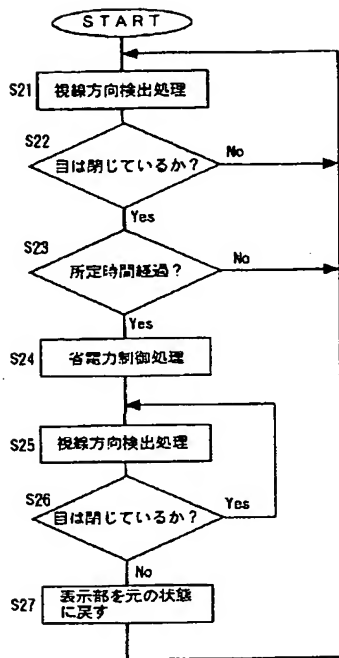 START
S21
視線方向検出処理
S22
目は閉じているか？
No
Yes
S23
所定時間経過？
No
Yes
S24
省電力制御処理
S25
視線方向検出処理
S26
目は閉じているか？
Yes
No
S27
表示部を元の状態
に戻す